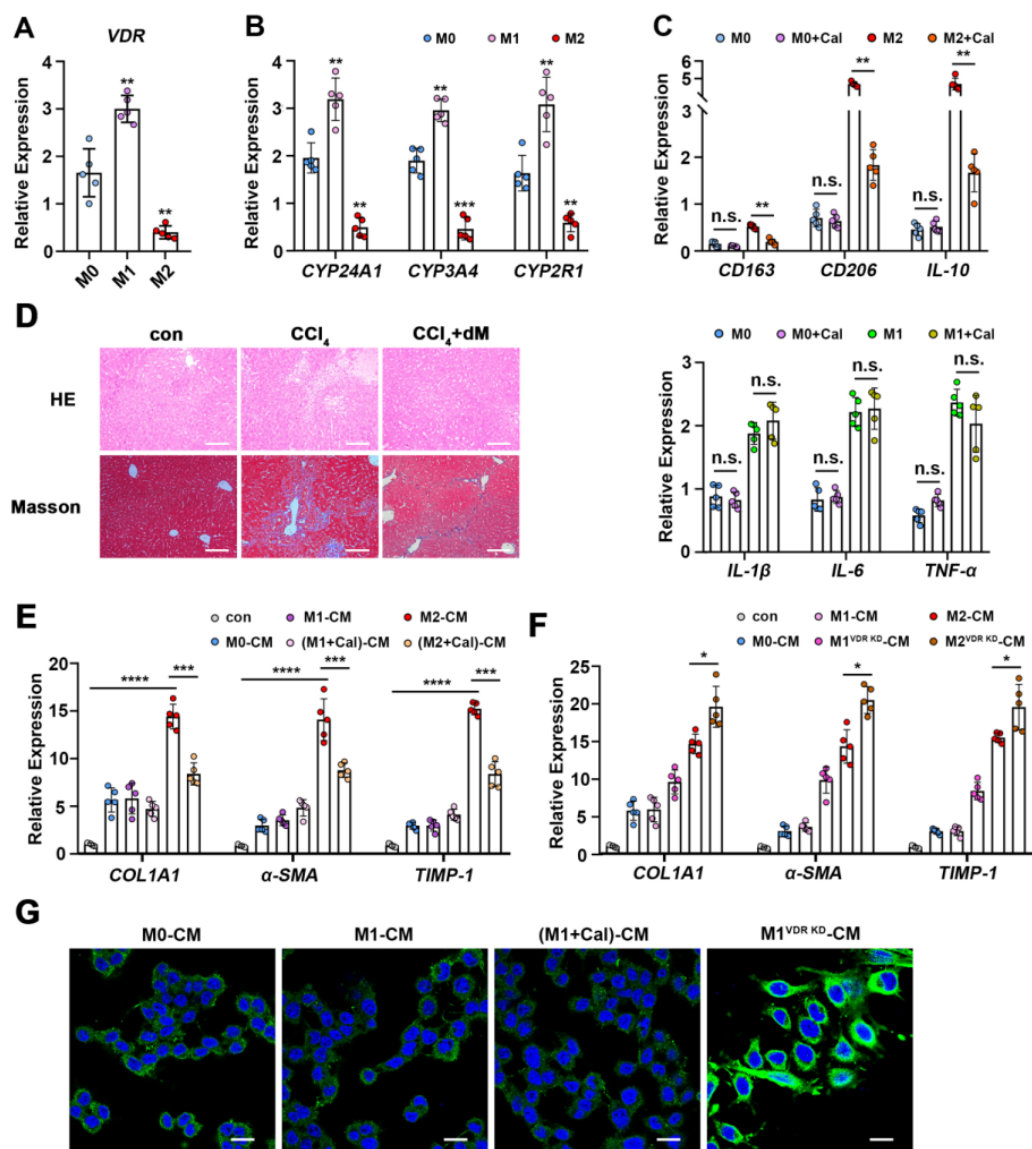 A
VDR
Relative Expression
4
3
2
1
0
**
**
M0
M1
M2
B
M0
M1
M2
Relative Expression
4
3
2
1
0
**
**
**
**
***
**
CYP24A1
CYP3A4
CYP2R1
C
M0
M0+Cal
M2
M2+Cal
Relative Expression
6
5
3
2
1
0
n.s.
**
n.s.
**
n.s.
**
CD163
CD206
IL-10
M0
M0+Cal
M1
M1+Cal
Relative Expression
3
2
1
0
n.s.
n.s.
n.s.
n.s.
n.s.
n.s.
IL-1β
IL-6
TNF-α
D
con
CCl₄
CCl₄+dM
HE
Masson
E
con
M1-CM
M2-CM
M0-CM
(M1+Cal)-CM
(M2+Cal)-CM
Relative Expression
20
15
10
5
0
****
***
****
***
****
***
COL1A1
α-SMA
TIMP-1
F
con
M1-CM
M2-CM
M0-CM
M1ⱽᴰᴿ ᴷᴰ-CM
M2ⱽᴰᴿ ᴷᴰ-CM
Relative Expression
25
20
15
10
5
0
*
*
*
COL1A1
α-SMA
TIMP-1
G
M0-CM
M1-CM
(M1+Cal)-CM
M1ⱽᴰᴿ ᴷᴰ-CM